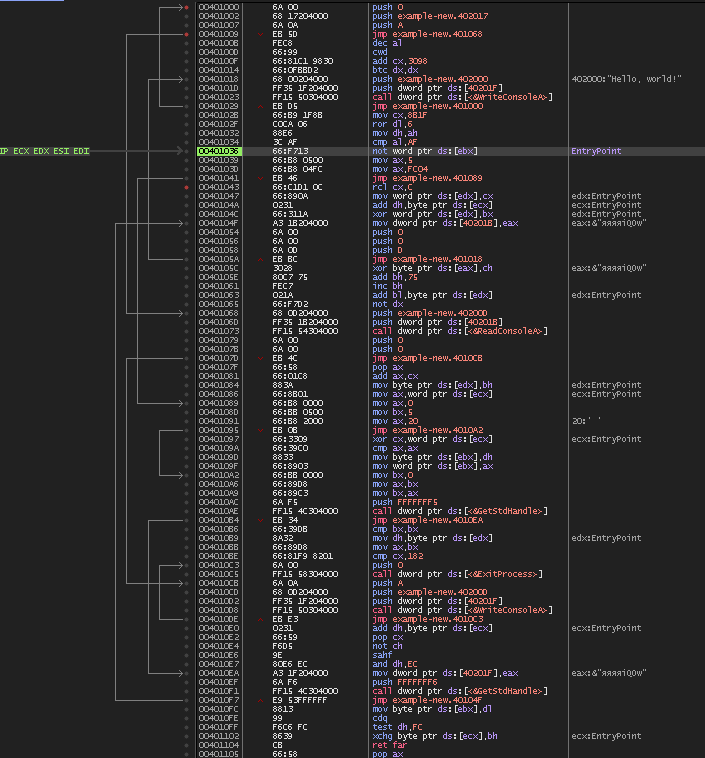 00401000 6A 00 push 0
00401002 68 17204000 push example-new.402017
00401007 6A 0A push A
00401009 EB 5D jmp example-new.401068
0040100B FEC8 dec al
0040100D 66:99 cwd
0040100F 66:81C1 9830 add cx,3098
00401014 66:0FBBD2 btc dx,dx
00401018 68 00204000 push example-new.402000 402000:"Hello, world!"
0040101D FF35 1F204000 push dword ptr ds:[40201F]
00401023 FF15 50304000 call dword ptr ds:[<&WriteConsoleA>]
00401029 EB D5 jmp example-new.401000
0040102B 66:B9 1F8B mov cx,8B1F
0040102F C0CA 06 ror dl,6
00401032 88E6 mov dh,ah
00401034 3C AF cmp al,AF
IP ECX EDX ESI EDI 00401036 66:F713 not word ptr ds:[ebx] EntryPoint
00401039 66:B8 0500 mov ax,5
0040103D 66:B8 04FC mov ax,FC04
00401041 EB 46 jmp example-new.401089
00401043 66:C1D1 0C rcl cx,C
00401047 66:890A mov word ptr ds:[edx],cx edx:EntryPoint
0040104A 0231 add dh,byte ptr ds:[ecx] ecx:EntryPoint
0040104C 66:311A xor word ptr ds:[edx],bx edx:EntryPoint
0040104F A3 1B204000 mov dword ptr ds:[40201B],eax eax:&"яяяяiQ0w"
00401054 6A 00 push 0
00401056 6A 00 push 0
00401058 6A 0D push D
0040105A EB BC jmp example-new.401018
0040105C 3028 xor byte ptr ds:[eax],ch eax:&"яяяяiQ0w"
0040105E 80C7 75 add bh,75
00401061 FEC7 inc bh
00401063 021A add bl,byte ptr ds:[edx] edx:EntryPoint
00401065 66:F7D2 not dx
00401068 68 0D204000 push example-new.40200D
0040106D FF35 1B204000 push dword ptr ds:[40201B]
00401073 FF15 54304000 call dword ptr ds:[<&ReadConsoleA>]
00401079 6A 00 push 0
0040107B 6A 00 push 0
0040107D EB 4C jmp example-new.4010CB
0040107F 66:58 pop ax
00401081 66:01C8 add ax,cx
00401084 883A mov byte ptr ds:[edx],bh edx:EntryPoint
00401086 66:8B01 mov ax,word ptr ds:[ecx] ecx:EntryPoint
00401089 66:B8 0000 mov ax,0
0040108D 66:BB 0500 mov bx,5
00401091 66:B8 2000 mov ax,20 20:' '
00401095 EB 0B jmp example-new.4010A2
00401097 66:3309 xor cx,word ptr ds:[ecx] ecx:EntryPoint
0040109A 66:39C0 cmp ax,ax
0040109D 8833 mov byte ptr ds:[ebx],dh
0040109F 66:8903 mov word ptr ds:[ebx],ax
004010A2 66:BB 0000 mov bx,0
004010A6 66:89D8 mov ax,bx
004010A9 66:89C3 mov bx,ax
004010AC 6A F5 push FFFFFFF5
004010AE FF15 4C304000 call dword ptr ds:[<&GetStdHandle>]
004010B4 EB 34 jmp example-new.4010EA
004010B6 66:39DB cmp bx,bx
004010B9 8A32 mov dh,byte ptr ds:[edx] edx:EntryPoint
004010BB 66:89D8 mov ax,bx
004010BE 66:81F9 8201 cmp cx,182
004010C3 6A 00 push 0
004010C5 FF15 58304000 call dword ptr ds:[<&ExitProcess>]
004010CB 6A 0A push A
004010CD 68 0D204000 push example-new.40200D
004010D2 FF35 1F204000 push dword ptr ds:[40201F]
004010D8 FF15 50304000 call dword ptr ds:[<&WriteConsoleA>]
004010DE EB E3 jmp example-new.4010C3
004010E0 0231 add dh,byte ptr ds:[ecx] ecx:EntryPoint
004010E2 66:59 pop cx
004010E4 F6D5 not ch
004010E6 9E sahf
004010E7 80E6 EC and dh,EC
004010EA A3 1F204000 mov dword ptr ds:[40201F],eax eax:&"яяяяiQ0w"
004010EF 6A F6 push FFFFFFF6
004010F1 FF15 4C304000 call dword ptr ds:[<&GetStdHandle>]
004010F7 E9 53FFFFFF jmp example-new.40104F
004010FC 8813 mov byte ptr ds:[ebx],dl
004010FE 99 cdq
004010FF F6C6 FC test dh,FC
00401102 8639 xchg byte ptr ds:[ecx],bh ecx:EntryPoint
00401104 CB ret far
00401105 66:58 pop ax